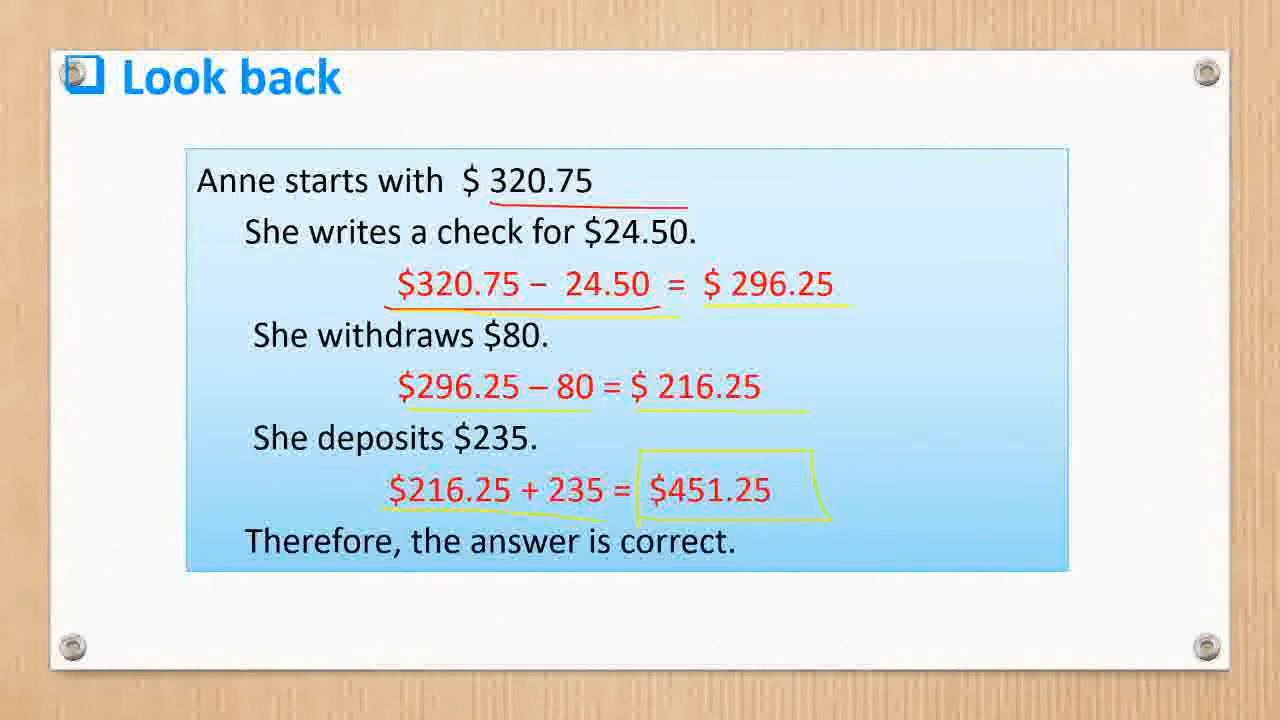 Look back
Anne starts with $ 320.75
She writes a check for $24.50.
$320.75 – 24.50 = $ 296.25
She withdraws $80.
$296.25 – 80 = $ 216.25
She deposits $235.
$216.25 + 235 = $451.25
Therefore, the answer is correct.